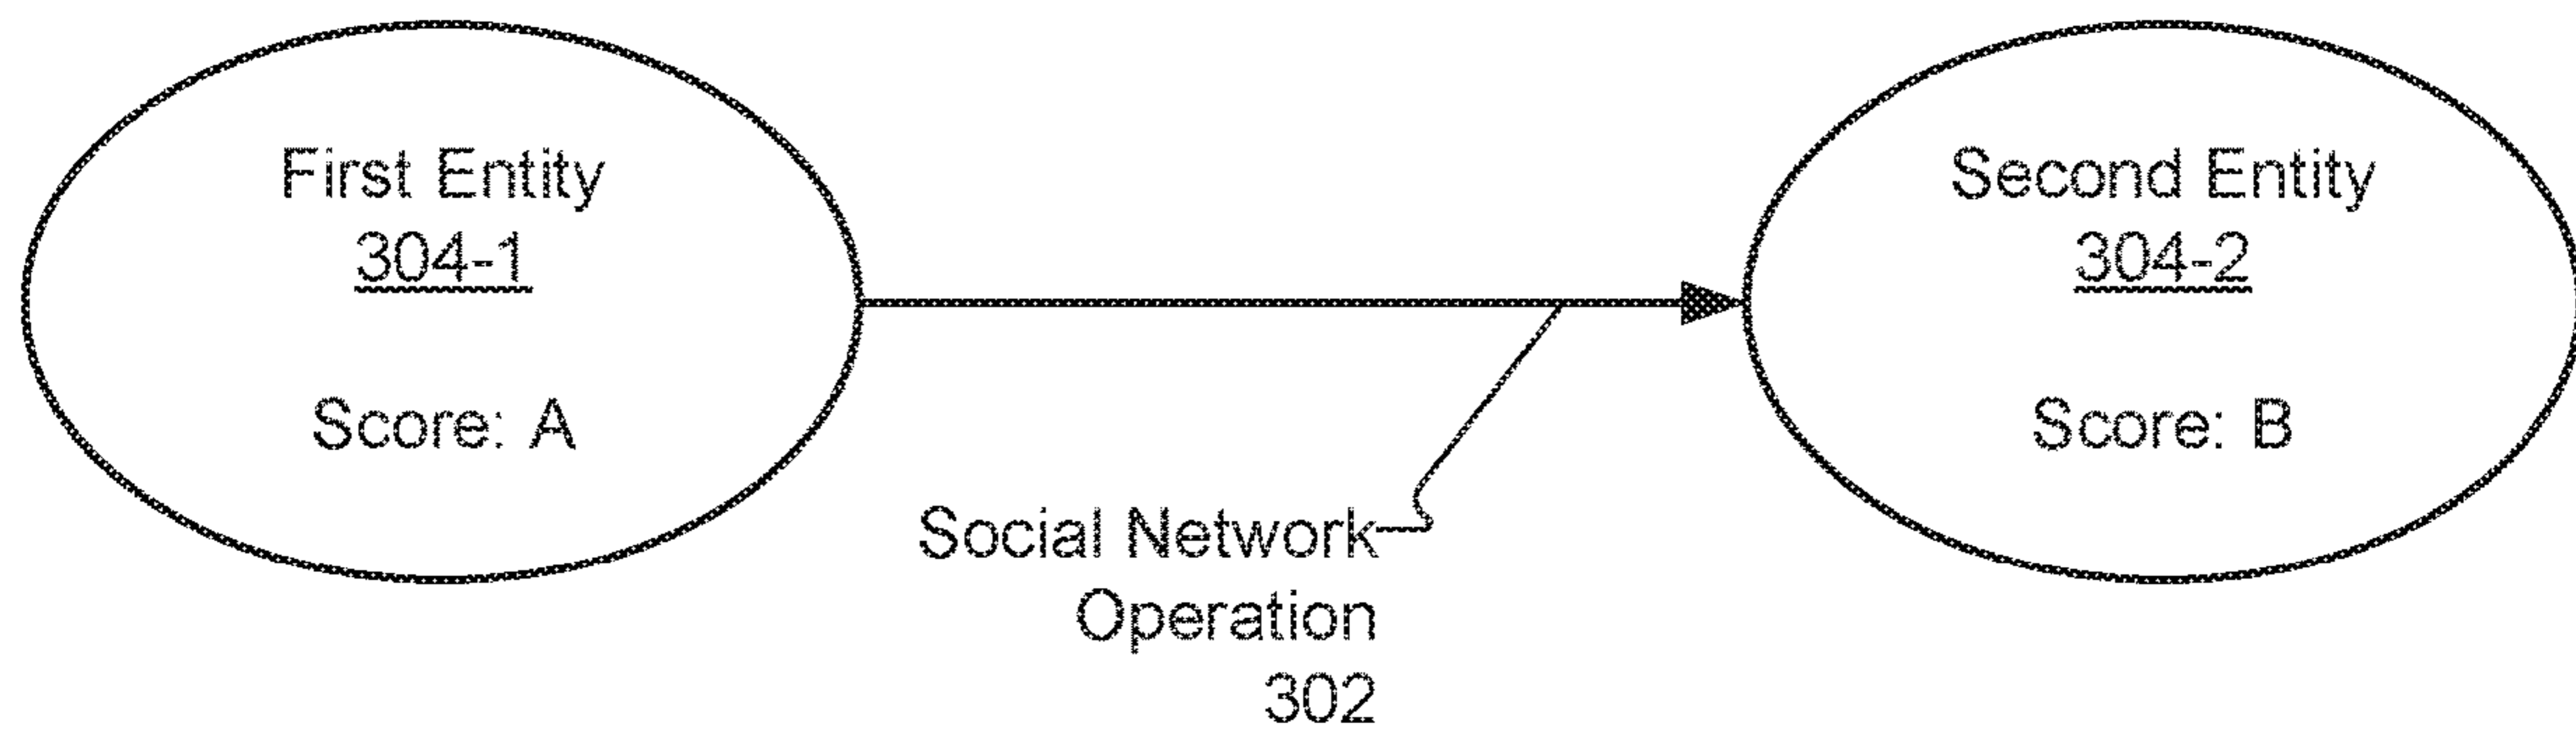 First Entity
304-1
Score: A
Second Entity
304-2
Score: B
Social Network
Operation
302